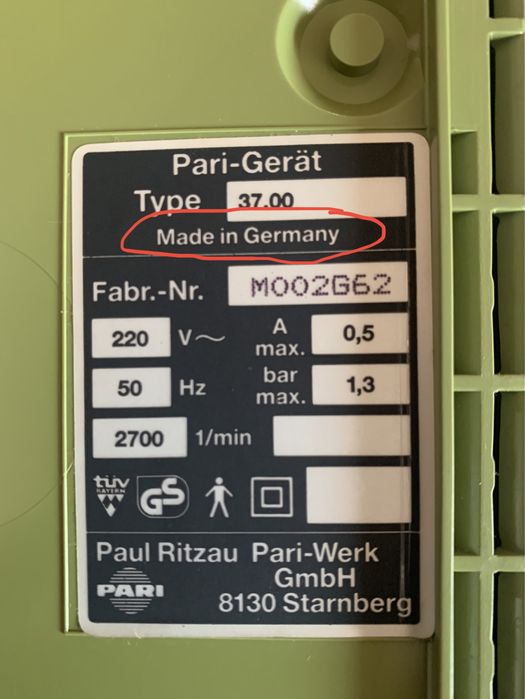 Pari-Gerät
Type 37.00
Made in Germany
Fabr.-Nr. M002G62
220 V~ A max. 0,5
50 Hz bar max. 1,3
2700 1/min
TÜV BAYERN GS
Paul Ritzau Pari-Werk
GmbH
PARI 8130 Starnberg